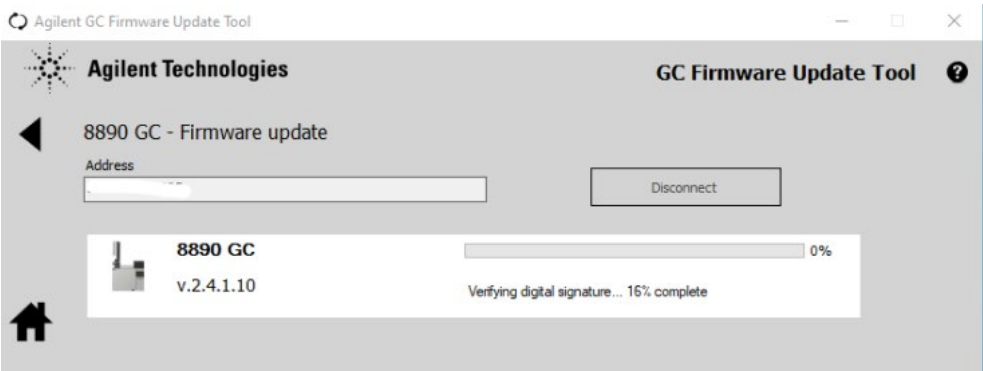 Agilent GC Firmware Update Tool
Agilent Technologies
GC Firmware Update Tool ?
8890 GC - Firmware update
Address
Disconnect
8890 GC
0%
v.2.4.1.10
Verifying digital signature... 16% complete